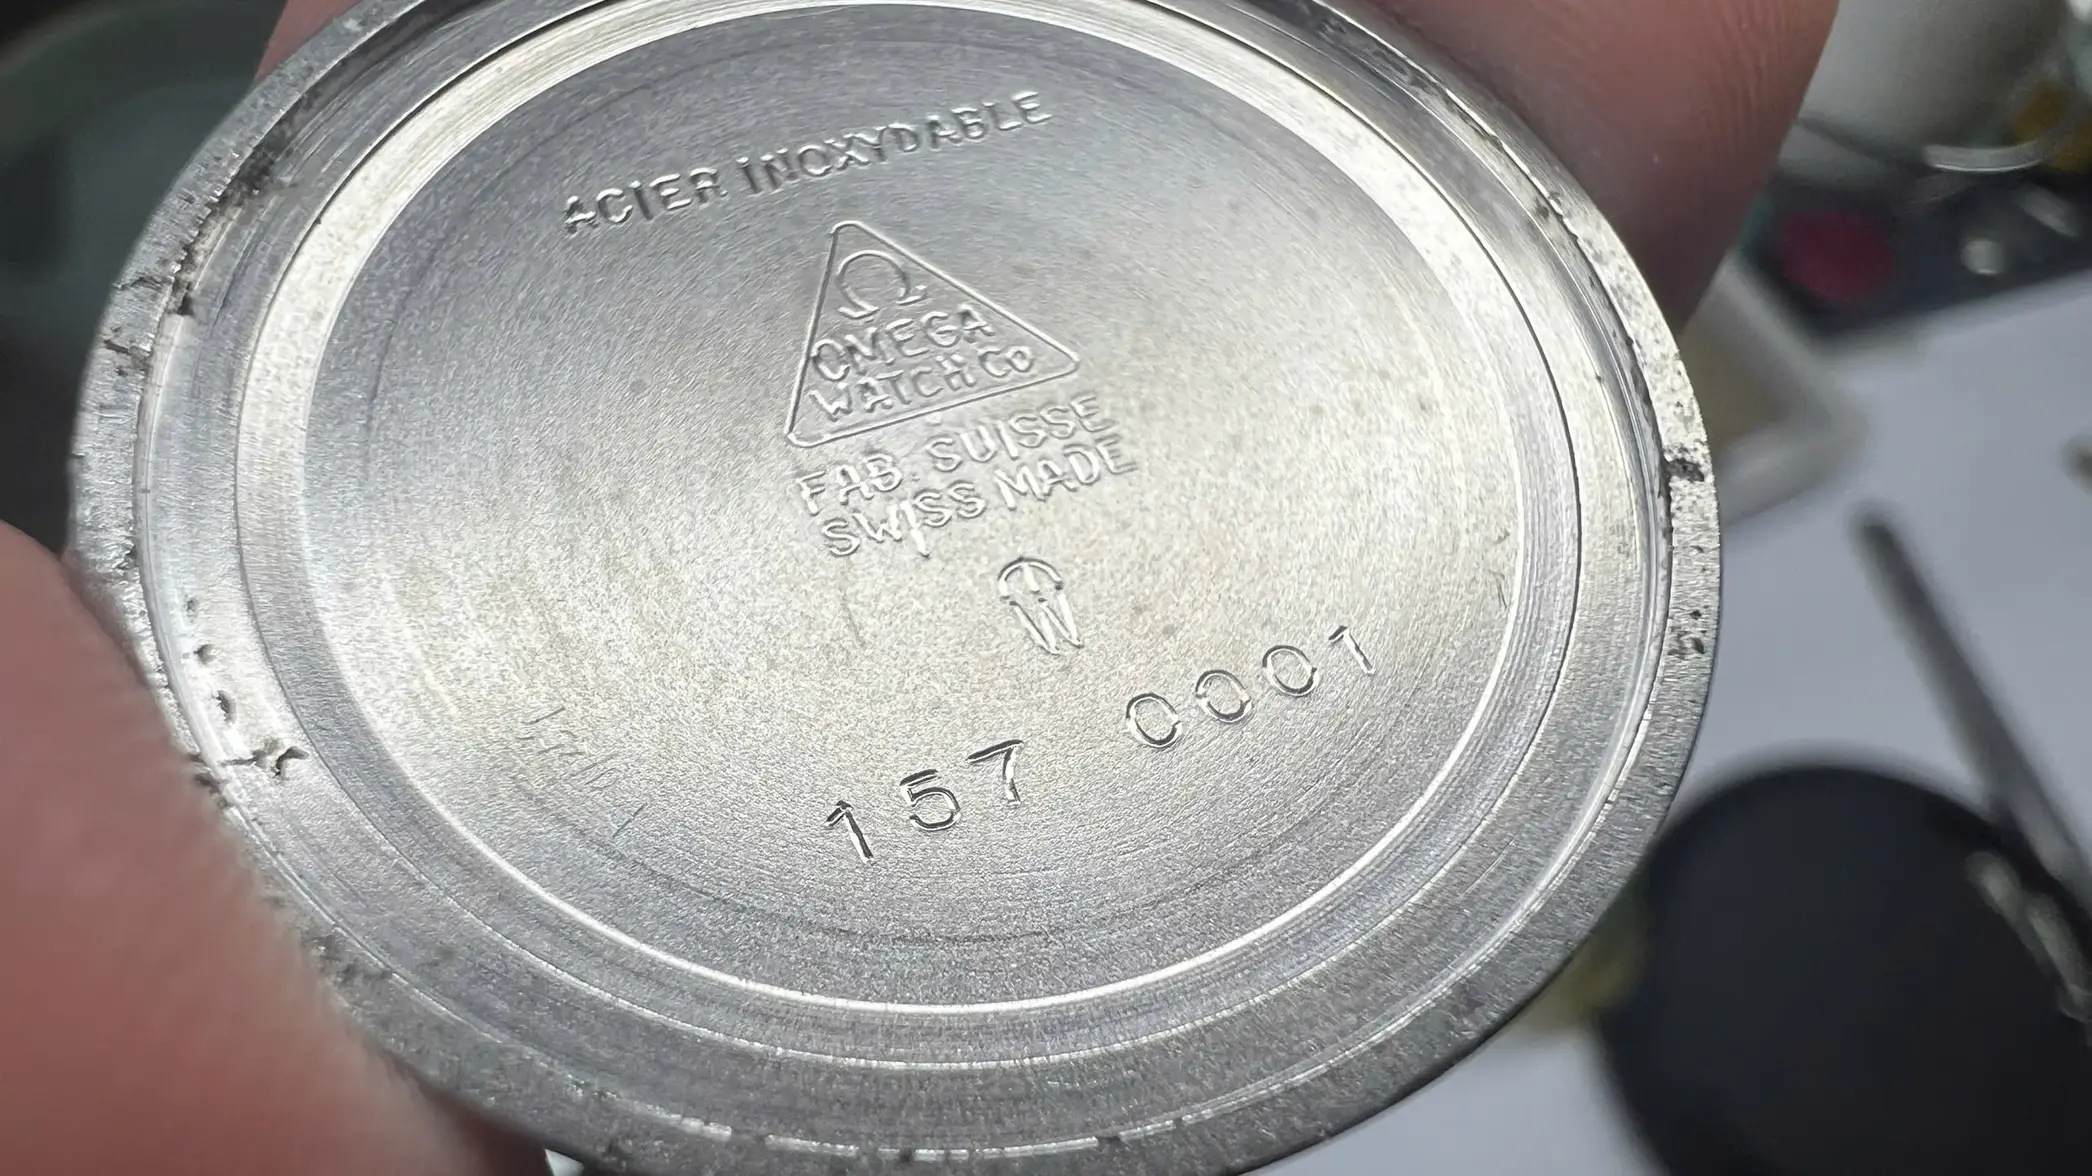 ACIER INOXYDABLE
Ω
OMEGA
WATCH Co
FAB. SUISSE
SWISS MADE
157 0001